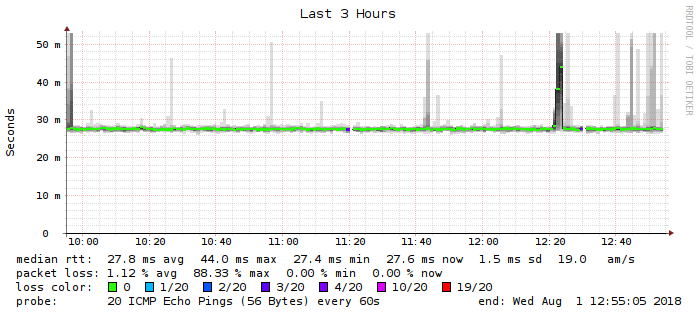 Last 3 Hours
RRDTOOL / TOBI OETIKER
Seconds
50 m
40 m
30 m
20 m
10 m
0
10:00 10:20 10:40 11:00 11:20 11:40 12:00 12:20 12:40
median rtt: 27.8 ms avg 44.0 ms max 27.4 ms min 27.6 ms now 1.5 ms sd 19.0 am/s
packet loss: 1.12 % avg 88.33 % max 0.00 % min 0.00 % now
loss color: 0 1/20 2/20 3/20 4/20 10/20 19/20
probe: 20 ICMP Echo Pings (56 Bytes) every 60s end: Wed Aug 1 12:55:05 2018